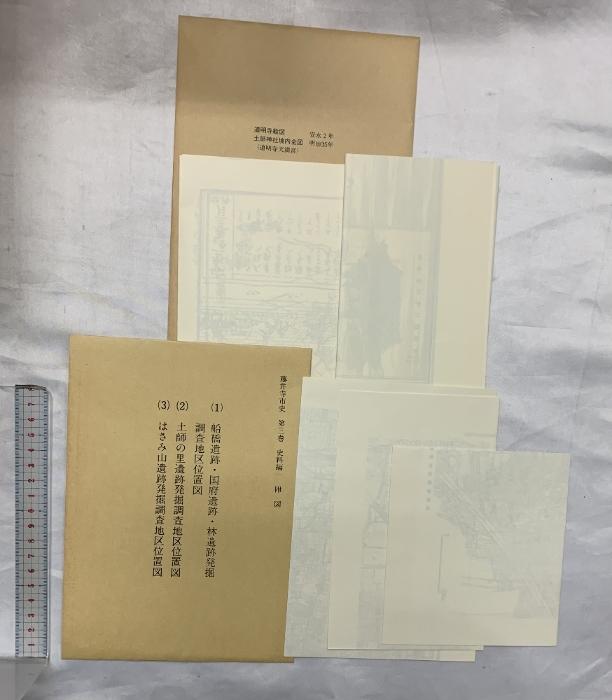 道明寺絵図 安永2年
土師神社境内全図 明治35年
(道明寺天満宮)
藤井寺市史 第三巻 史料編 附図
(1) 船橋遺跡・国府遺跡・林遺跡発掘
調査地区位置図
(2) 土師の里遺跡発掘調査地区位置図
(3) はさみ山遺跡発掘調査地区位置図